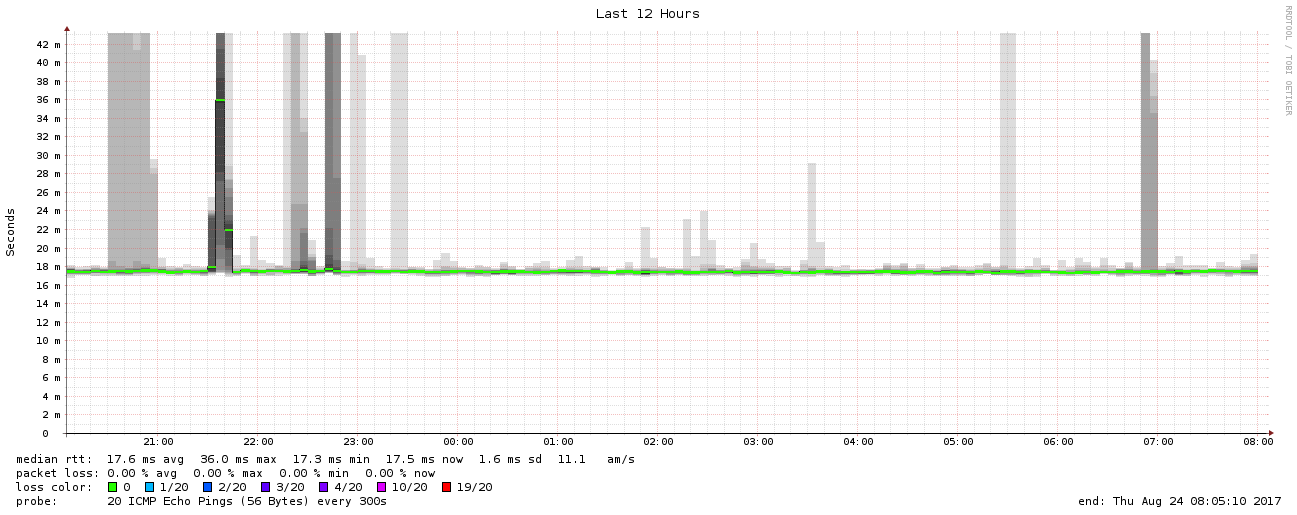 Last 12 Hours
RRDTOOL / TOBI OETIKER
Seconds
42 m
40 m
38 m
36 m
34 m
32 m
30 m
28 m
26 m
24 m
22 m
20 m
18 m
16 m
14 m
12 m
10 m
8 m
6 m
4 m
2 m
0
21:00 22:00 23:00 00:00 01:00 02:00 03:00 04:00 05:00 06:00 07:00 08:00
median rtt: 17.6 ms avg 36.0 ms max 17.3 ms min 17.5 ms now 1.6 ms sd 11.1 am/s
packet loss: 0.00 % avg 0.00 % max 0.00 % min 0.00 % now
loss color: 0 1/20 2/20 3/20 4/20 10/20 19/20
probe: 20 ICMP Echo Pings (56 Bytes) every 300s end: Thu Aug 24 08:05:10 2017